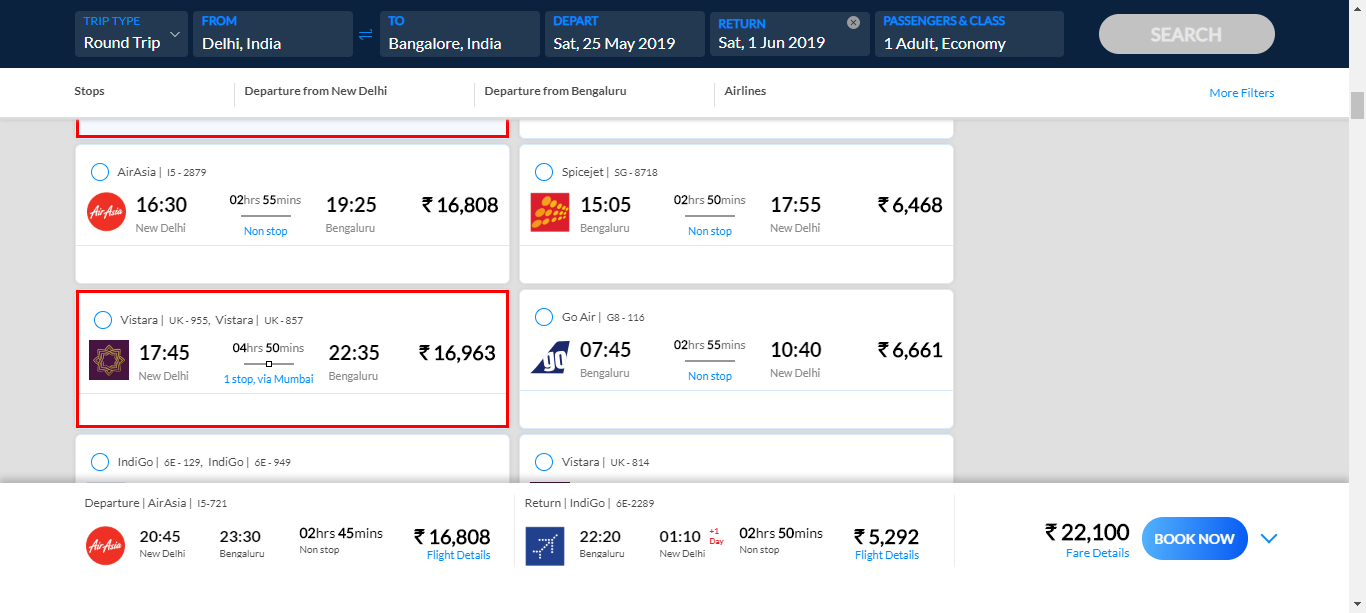 TRIP TYPE
Round Trip
FROM
Delhi, India
TO
Bangalore, India
DEPART
Sat, 25 May 2019
RETURN
Sat, 1 Jun 2019
PASSENGERS & CLASS
1 Adult, Economy
SEARCH
Stops
Departure from New Delhi
Departure from Bengaluru
Airlines
More Filters
AirAsia | I5 - 2879
AirAsia
16:30
New Delhi
02hrs 55mins
Non stop
19:25
Bengaluru
₹ 16,808
Spicejet | SG - 8718
15:05
Bengaluru
02hrs 50mins
Non stop
17:55
New Delhi
₹ 6,468
Vistara | UK - 955, Vistara | UK - 857
17:45
New Delhi
04hrs 50mins
1 stop, via Mumbai
22:35
Bengaluru
₹ 16,963
Go Air | G8 - 116
go
07:45
Bengaluru
02hrs 55mins
Non stop
10:40
New Delhi
₹ 6,661
IndiGo | 6E - 129, IndiGo | 6E - 949
Vistara | UK - 814
Departure | AirAsia | I5-721
AirAsia
20:45
New Delhi
23:30
Bengaluru
02hrs 45mins
Non stop
₹ 16,808
Flight Details
Return | IndiGo | 6E-2289
22:20
Bengaluru
01:10
New Delhi
+1
Day
02hrs 50mins
Non stop
₹ 5,292
Flight Details
₹ 22,100
Fare Details
BOOK NOW